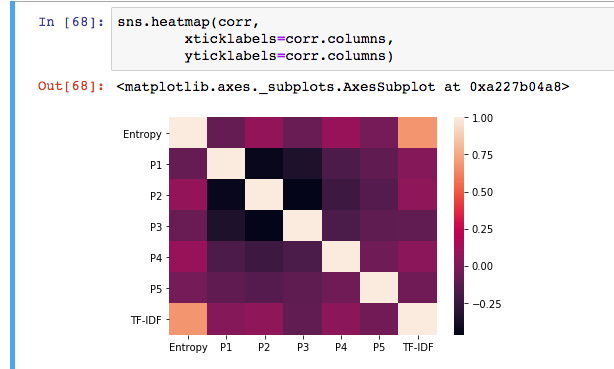 In [68]: sns.heatmap(corr,
xticklabels=corr.columns,
yticklabels=corr.columns)
Out[68]: <matplotlib.axes._subplots.AxesSubplot at 0xa227b04a8>
Entropy
P1
P2
P3
P4
P5
TF-IDF
Entropy P1 P2 P3 P4 P5 TF-IDF
1.00
0.75
0.50
0.25
0.00
−0.25